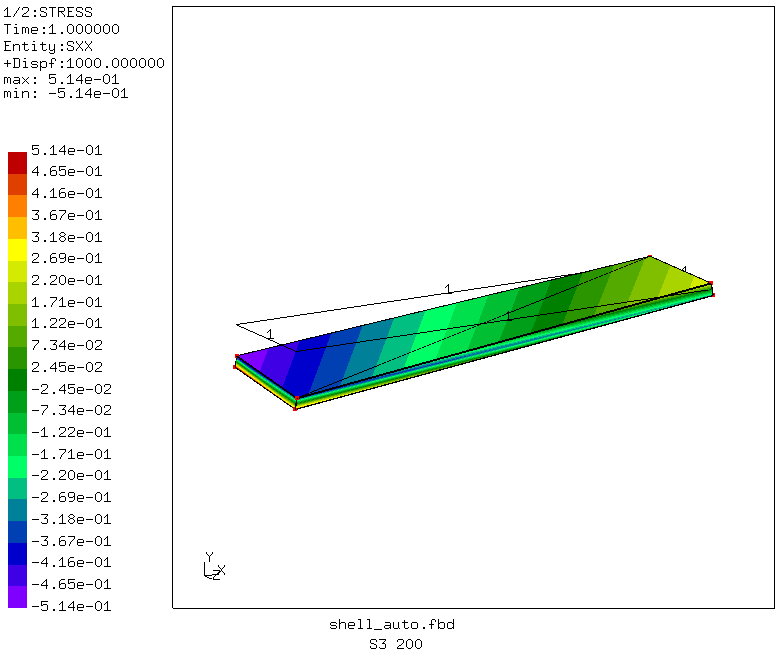 1/2:STRESS
Time:1.000000
Entity:SXX
+Dispf:1000.000000
max: 5.14e-01
min: -5.14e-01
5.14e-01
4.65e-01
4.16e-01
3.67e-01
3.18e-01
2.69e-01
2.20e-01
1.71e-01
1.22e-01
7.34e-02
2.45e-02
-2.45e-02
-7.34e-02
-1.22e-01
-1.71e-01
-2.20e-01
-2.69e-01
-3.18e-01
-3.67e-01
-4.16e-01
-4.65e-01
-5.14e-01
1
1
1
1
Y
X
Z
shell_auto.fbd
S3 200